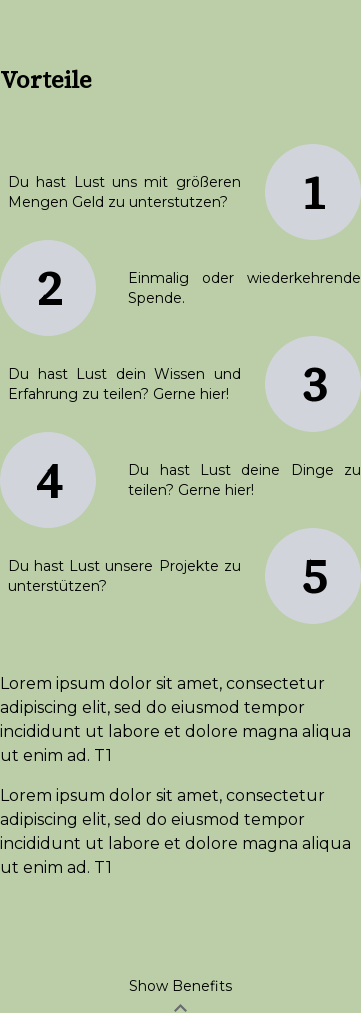 Vorteile
Du hast Lust uns mit größeren
Mengen Geld zu unterstutzen?
1
2
Einmalig oder wiederkehrende
Spende.
Du hast Lust dein Wissen und
Erfahrung zu teilen? Gerne hier!
3
4
Du hast Lust deine Dinge zu
teilen? Gerne hier!
Du hast Lust unsere Projekte zu
unterstützen?
5
Lorem ipsum dolor sit amet, consectetur
adipiscing elit, sed do eiusmod tempor
incididunt ut labore et dolore magna aliqua
ut enim ad. T1
Lorem ipsum dolor sit amet, consectetur
adipiscing elit, sed do eiusmod tempor
incididunt ut labore et dolore magna aliqua
ut enim ad. T1
Show Benefits